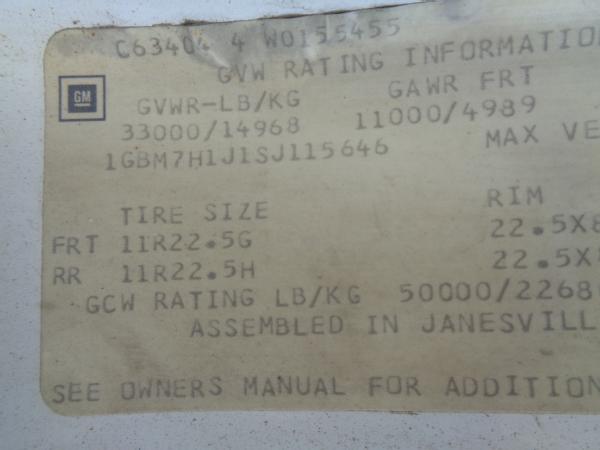 C63404 4 W0155455
GVW RATING INFORMATIO
GM
GVWR-LB/KG GAWR FRT
33000/14968 11000/4989
1GBM7H1J1SJ115646 MAX VE
TIRE SIZE RIM
FRT 11R22.5G 22.5X8
RR 11R22.5H 22.5X
GCW RATING LB/KG 50000/2268
ASSEMBLED IN JANESVILL
SEE OWNERS MANUAL FOR ADDITION